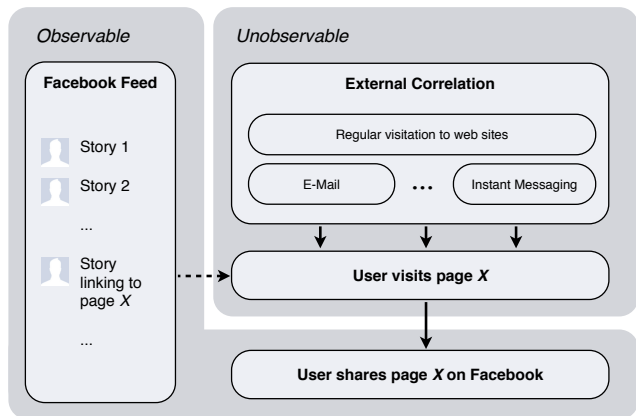 Observable
Facebook Feed
Story 1
Story 2
...
Story
linking to
page X
...
Unobservable
External Correlation
Regular visitation to web sites
E-Mail
...
Instant Messaging
User visits page X
User shares page X on Facebook